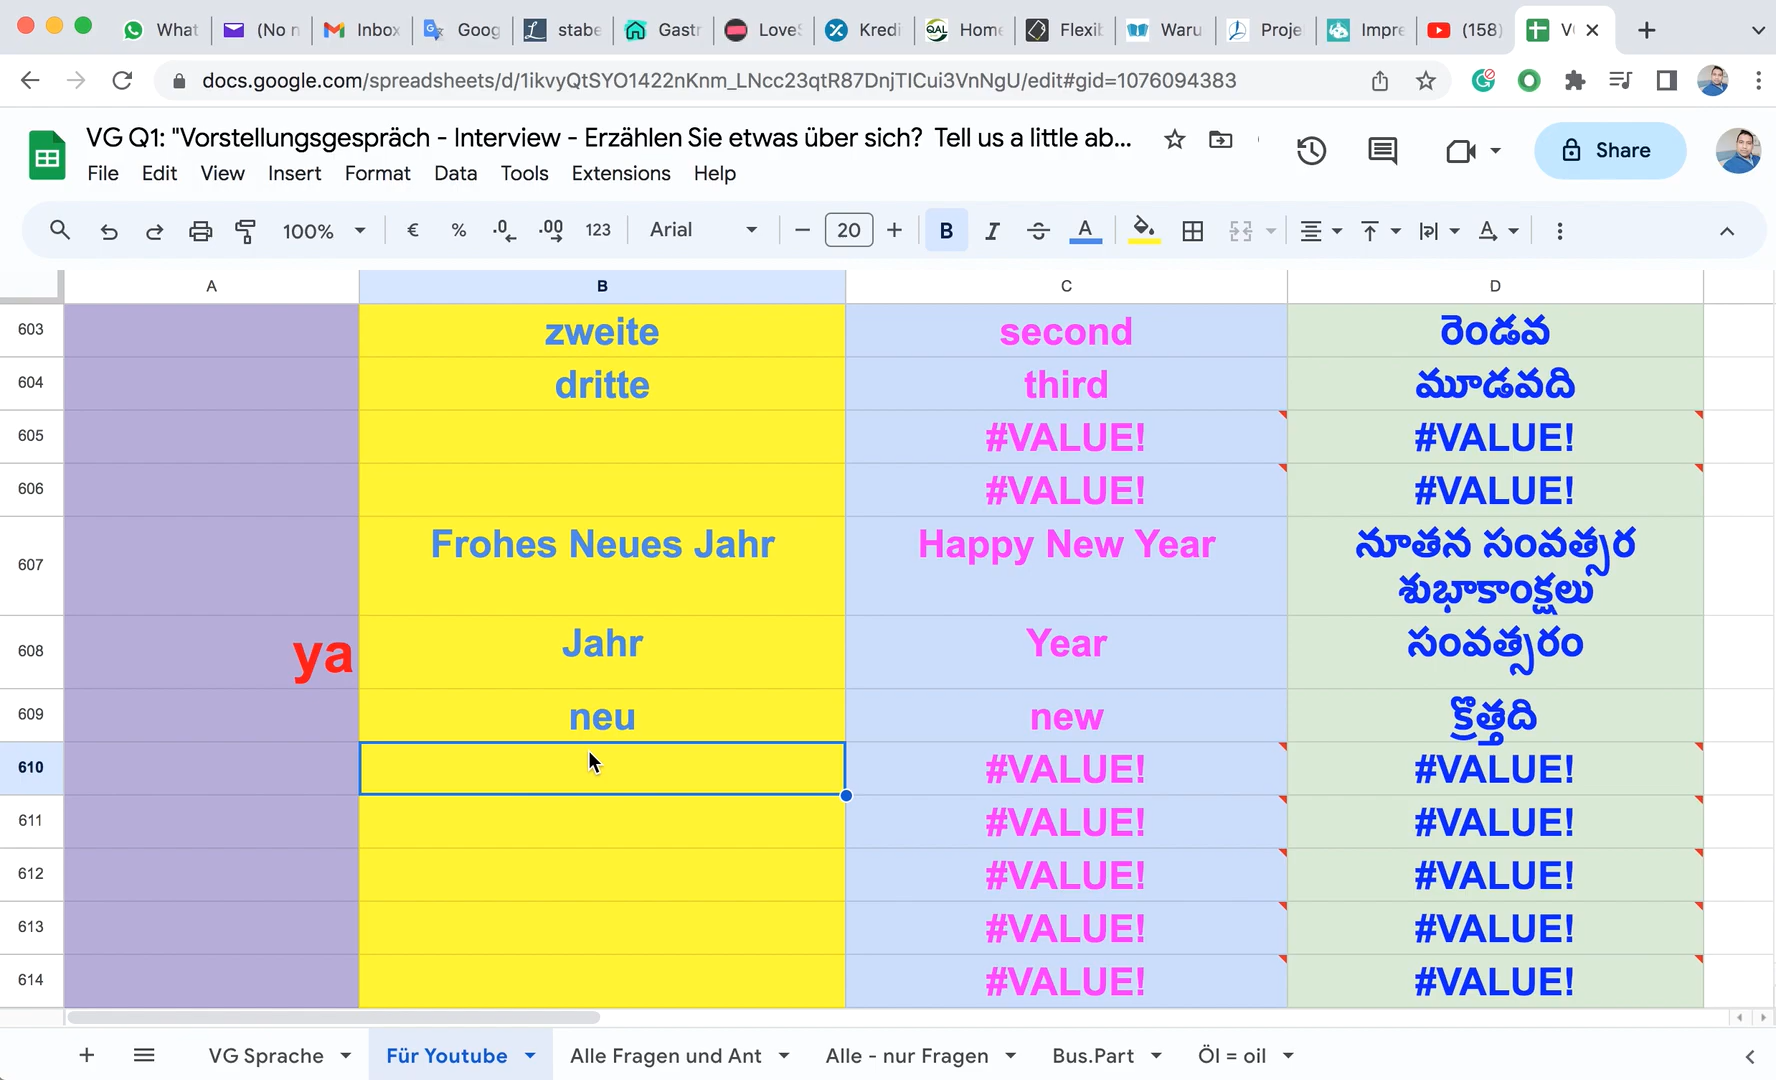 What
(No n
Inbox
Goog
stabe
Gastr
LoveS
Kredi
Home
Flexib
Waru
Proje
Impre
(158)
docs.google.com/spreadsheets/d/1ikvyQtSYO1422nKnm_LNcc23qtR87DnjTICui3VnNgU/edit#gid=1076094383
VG Q1: "Vorstellungsgespräch - Interview - Erzählen Sie etwas über sich? Tell us a little ab...
Share
File Edit View Insert Format Data Tools Extensions Help
100% € % .0 .00 123 Arial 20 B I A
A B C D
603 zweite second రెండవ
604 dritte third మూడవది
605 #VALUE! #VALUE!
606 #VALUE! #VALUE!
607 Frohes Neues Jahr Happy New Year నూతన సంవత్సర
శుభాకాంక్షలు
608 ya Jahr Year సంవత్సరం
609 neu new క్రొత్తది
610 #VALUE! #VALUE!
611 #VALUE! #VALUE!
612 #VALUE! #VALUE!
613 #VALUE! #VALUE!
614 #VALUE! #VALUE!
VG Sprache Für Youtube Alle Fragen und Ant Alle - nur Fragen Bus.Part Öl = oil